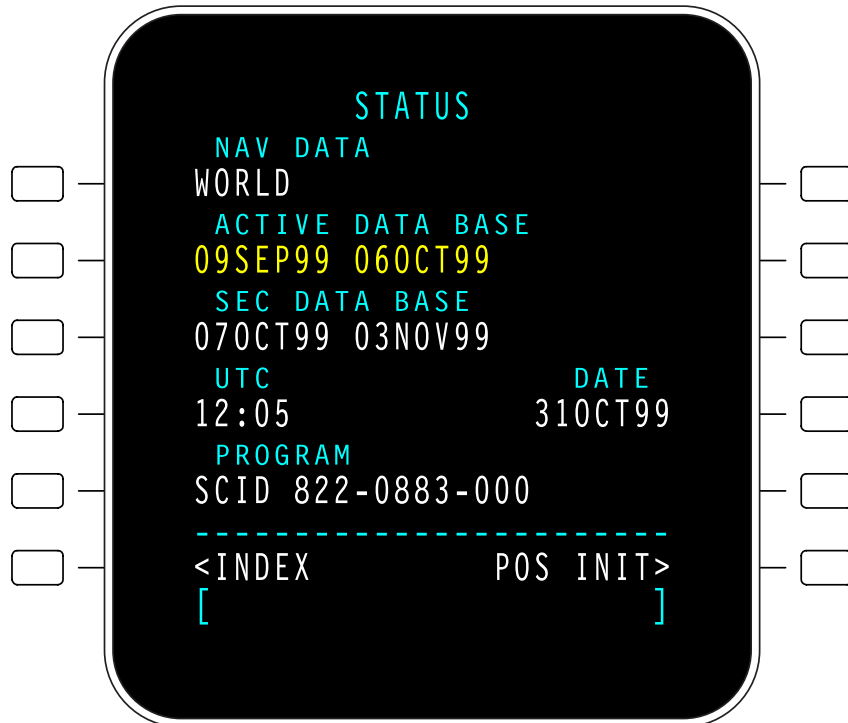 STATUS
NAV DATA
WORLD
ACTIVE DATA BASE
09SEP99 06OCT99
SEC DATA BASE
07OCT99 03NOV99
UTC DATE
12:05 31OCT99
PROGRAM
SCID 822-0883-000
------------------------
<INDEX POS INIT>
[ ]